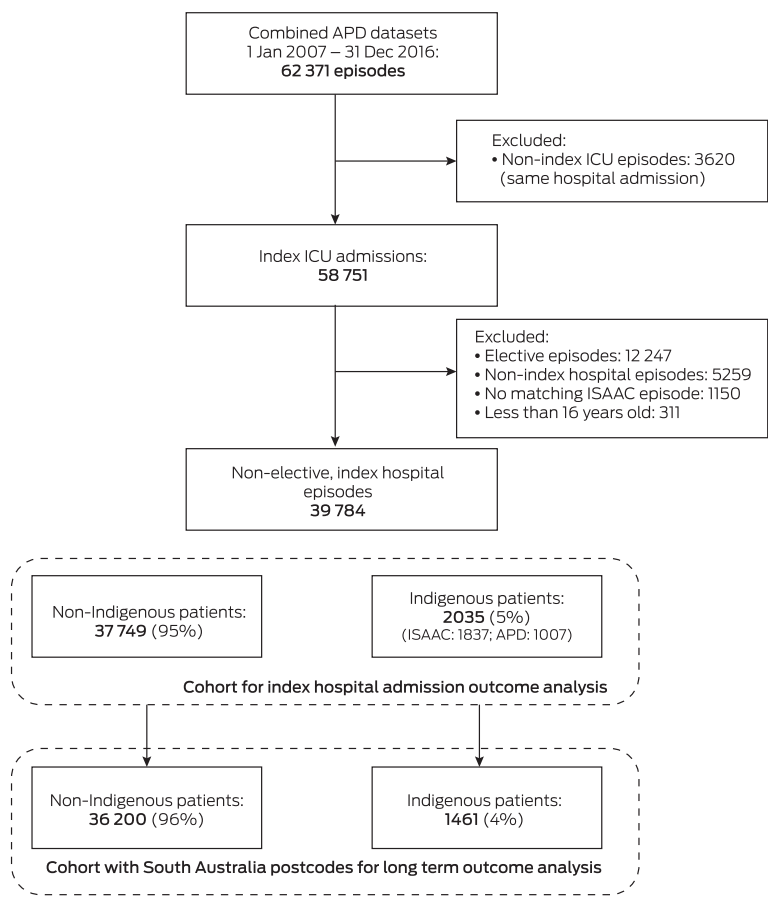 Combined APD datasets
1 Jan 2007 – 31 Dec 2016:
62 371 episodes
Excluded:
• Non-index ICU episodes: 3620
(same hospital admission)
Index ICU admissions:
58 751
Excluded:
• Elective episodes: 12 247
• Non-index hospital episodes: 5259
• No matching ISAAC episode: 1150
• Less than 16 years old: 311
Non-elective, index hospital
episodes
39 784
Non-Indigenous patients:
37 749 (95%)
Indigenous patients:
2035 (5%)
(ISAAC: 1837; APD: 1007)
Cohort for index hospital admission outcome analysis
Non-Indigenous patients:
36 200 (96%)
Indigenous patients:
1461 (4%)
Cohort with South Australia postcodes for long term outcome analysis